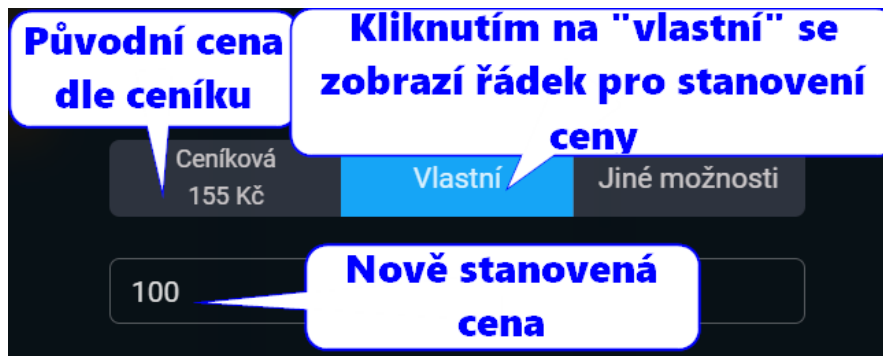 Původní cena
dle ceníku
Kliknutím na "vlastní" se
zobrazí řádek pro stanovení
ceny
Ceníková
155 Kč
Vlastní
Jiné možnosti
100
Nově stanovená
cena